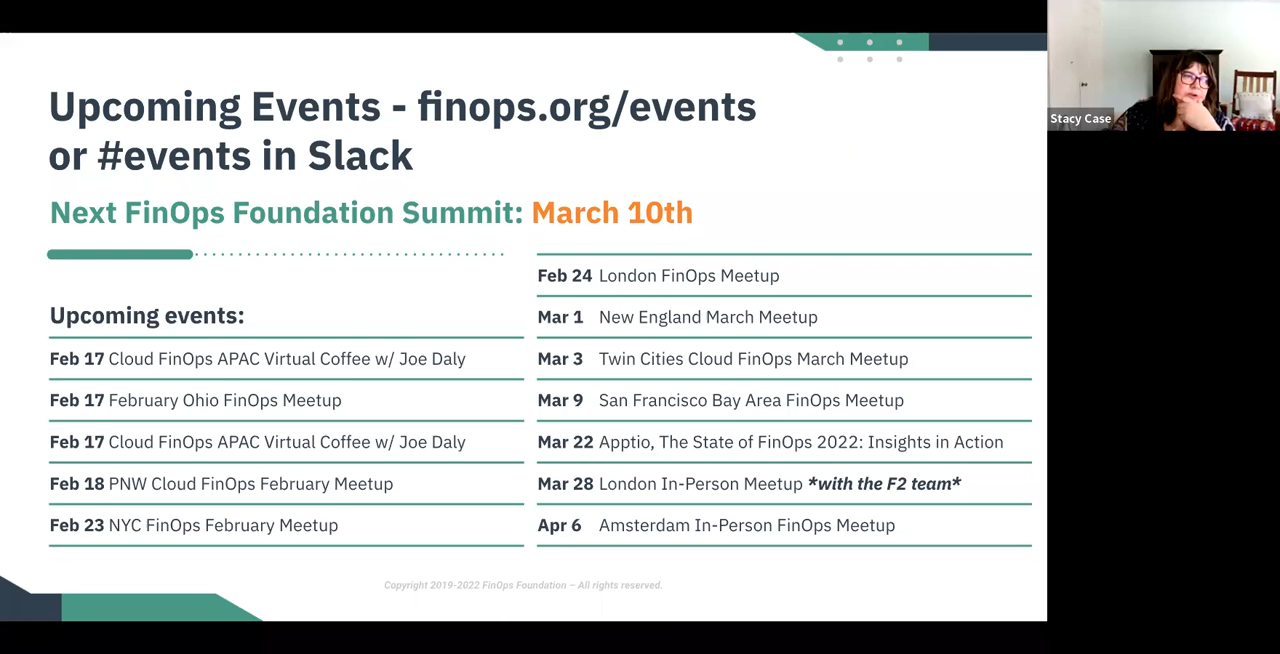 Upcoming Events - finops.org/events
or #events in Slack
Next FinOps Foundation Summit: March 10th
Upcoming events:
Feb 17 Cloud FinOps APAC Virtual Coffee w/ Joe Daly
Feb 17 February Ohio FinOps Meetup
Feb 17 Cloud FinOps APAC Virtual Coffee w/ Joe Daly
Feb 18 PNW Cloud FinOps February Meetup
Feb 23 NYC FinOps February Meetup
Feb 24 London FinOps Meetup
Mar 1 New England March Meetup
Mar 3 Twin Cities Cloud FinOps March Meetup
Mar 9 San Francisco Bay Area FinOps Meetup
Mar 22 Apptio, The State of FinOps 2022: Insights in Action
Mar 28 London In-Person Meetup *with the F2 team*
Apr 6 Amsterdam In-Person FinOps Meetup
Copyright 2019-2022 FinOps Foundation – All rights reserved.
Stacy Case